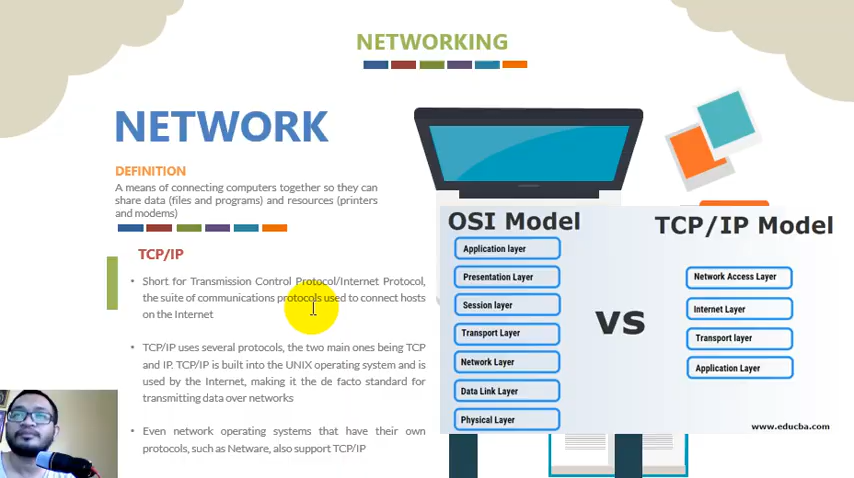 NETWORKING
NETWORK
DEFINITION
A means of connecting computers together so they can
share data (files and programs) and resources (printers
and modems)
TCP/IP
• Short for Transmission Control Protocol/Internet Protocol,
the suite of communications protocols used to connect hosts
on the Internet
• TCP/IP uses several protocols, the two main ones being TCP
and IP. TCP/IP is built into the UNIX operating system and is
used by the Internet, making it the de facto standard for
transmitting data over networks
• Even network operating systems that have their own
protocols, such as Netware, also support TCP/IP
OSI Model
Application layer
Presentation Layer
Session layer
Transport Layer
Network Layer
Data Link Layer
Physical Layer
vs
TCP/IP Model
Network Access Layer
Internet Layer
Transport layer
Application Layer
www.educba.com